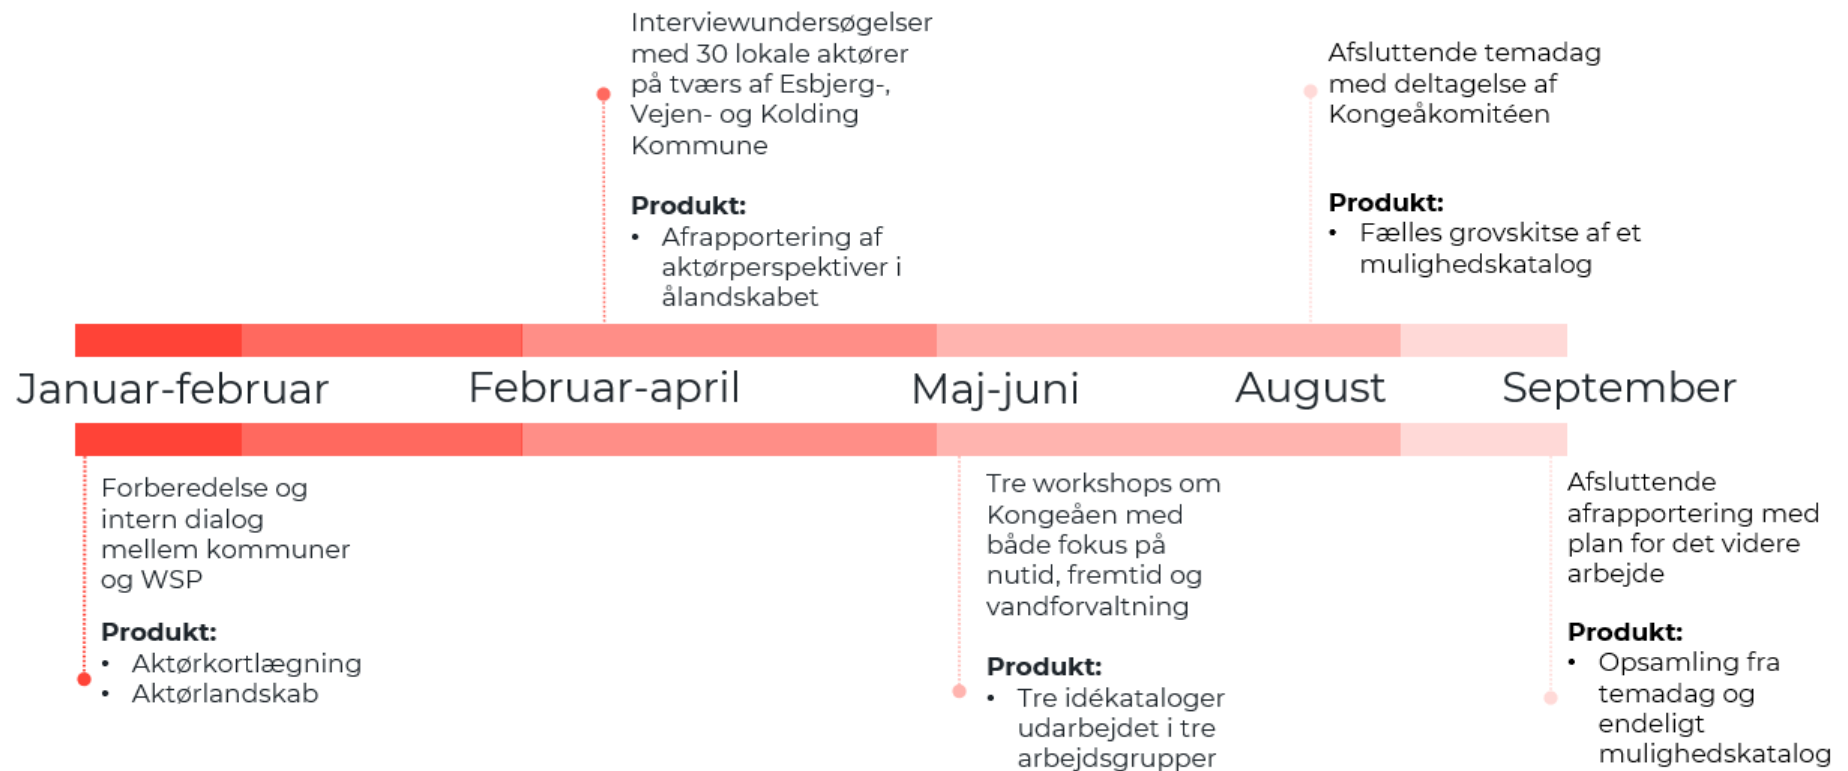 Interviewundersøgelser
med 30 lokale aktører
på tværs af Esbjerg-,
Vejen- og Kolding
Kommune
Produkt:
• Afrapportering af
aktørperspektiver i
ålandskabet
Afsluttende temadag
med deltagelse af
Kongeåkomitéen
Produkt:
• Fælles grovskitse af et
mulighedskatalog
Januar-februar
Februar-april
Maj-juni
August
September
Forberedelse og
intern dialog
mellem kommuner
og WSP
Produkt:
• Aktørkortlægning
• Aktørlandskab
Tre workshops om
Kongeåen med
både fokus på
nutid, fremtid og
vandforvaltning
Produkt:
• Tre idékataloger
udarbejdet i tre
arbejdsgrupper
Afsluttende
afrapportering med
plan for det videre
arbejde
Produkt:
• Opsamling fra
temadag og
endeligt
mulighedskatalog